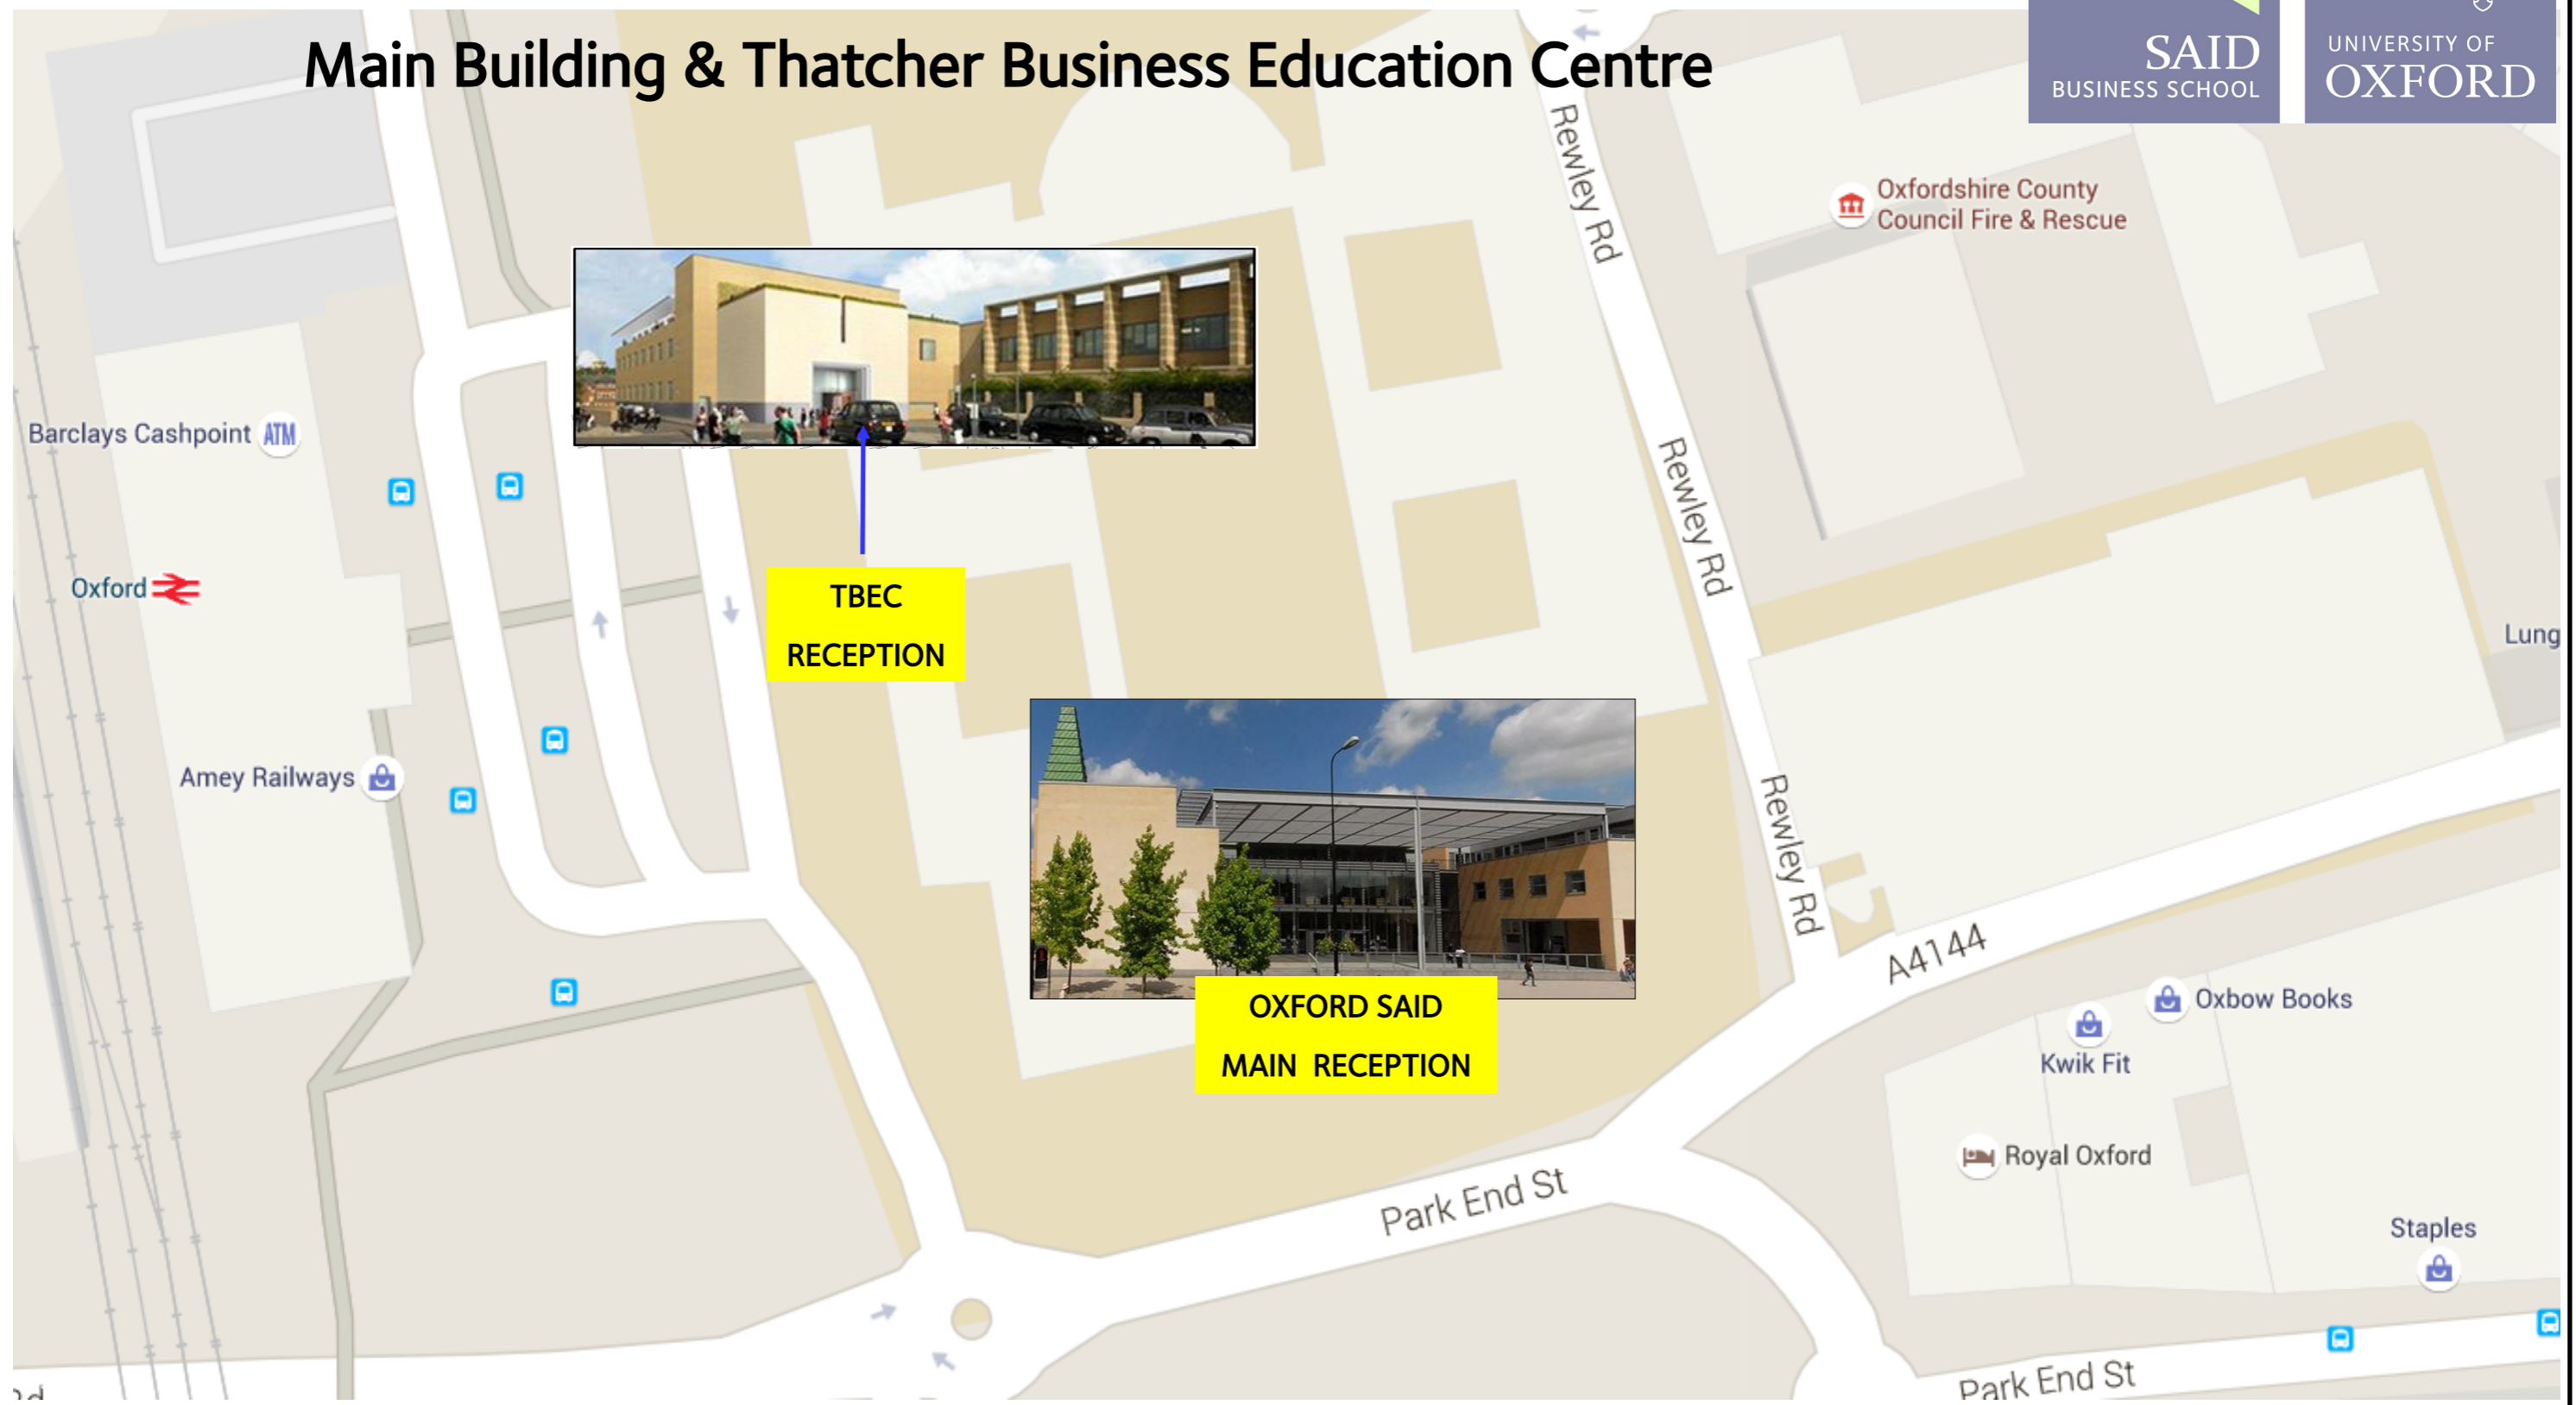 Main Building & Thatcher Business Education Centre
SAID
BUSINESS SCHOOL
UNIVERSITY OF
OXFORD
Rewley Rd
Oxfordshire County
Council Fire & Rescue
Barclays Cashpoint ATM
Rewley Rd
Oxford
TBEC
RECEPTION
Lung
Amey Railways
Rewley Rd
A4144
OXFORD SAID
MAIN RECEPTION
Oxbow Books
Kwik Fit
Royal Oxford
Park End St
Staples
Park End St